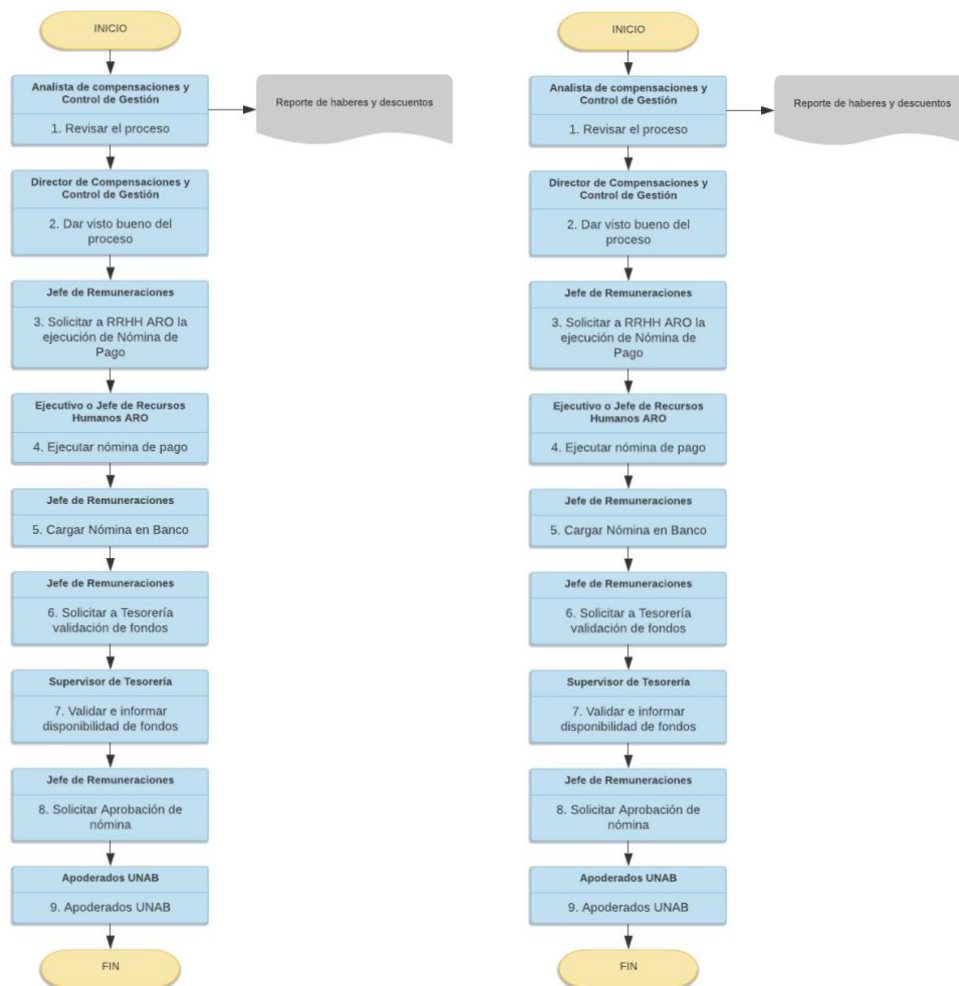 INICIO
Analista de compensaciones y
Control de Gestión
1. Revisar el proceso
Reporte de haberes y descuentos
Director de Compensaciones y
Control de Gestión
2. Dar visto bueno del
proceso
Jefe de Remuneraciones
3. Solicitar a RRHH ARO la
ejecución de Nómina de
Pago
Ejecutivo o Jefe de Recursos
Humanos ARO
4. Ejecutar nómina de pago
Jefe de Remuneraciones
5. Cargar Nómina en Banco
Jefe de Remuneraciones
6. Solicitar a Tesorería
validación de fondos
Supervisor de Tesorería
7. Validar e informar
disponibilidad de fondos
Jefe de Remuneraciones
8. Solicitar Aprobación de
nómina
Apoderados UNAB
9. Apoderados UNAB
FIN
INICIO
Analista de compensaciones y
Control de Gestión
1. Revisar el proceso
Reporte de haberes y descuentos
Director de Compensaciones y
Control de Gestión
2. Dar visto bueno del
proceso
Jefe de Remuneraciones
3. Solicitar a RRHH ARO la
ejecución de Nómina de
Pago
Ejecutivo o Jefe de Recursos
Humanos ARO
4. Ejecutar nómina de pago
Jefe de Remuneraciones
5. Cargar Nómina en Banco
Jefe de Remuneraciones
6. Solicitar a Tesorería
validación de fondos
Supervisor de Tesorería
7. Validar e informar
disponibilidad de fondos
Jefe de Remuneraciones
8. Solicitar Aprobación de
nómina
Apoderados UNAB
9. Apoderados UNAB
FIN